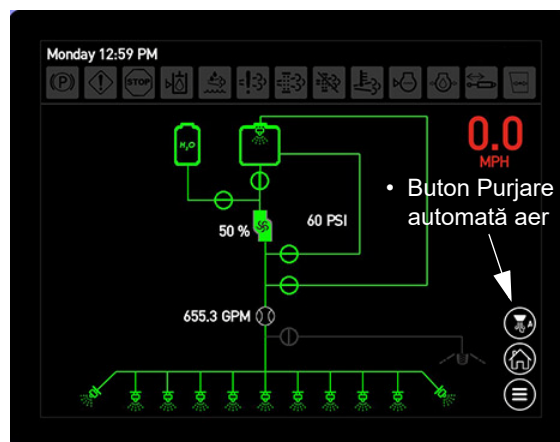 Monday 12:59 PM
(P)
STOP
H₂O
0.0
MPH
• Buton Purjare
automată aer
50 %
60 PSI
655.3 GPM
A